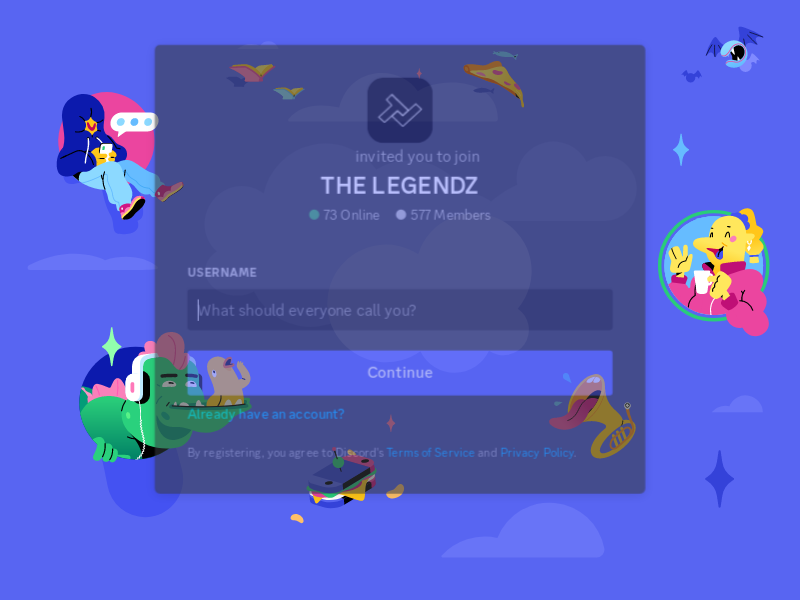 invited you to join
THE LEGENDZ
73 Online 577 Members
USERNAME
What should everyone call you?
Continue
Already have an account?
By registering, you agree to Discord's Terms of Service and Privacy Policy.